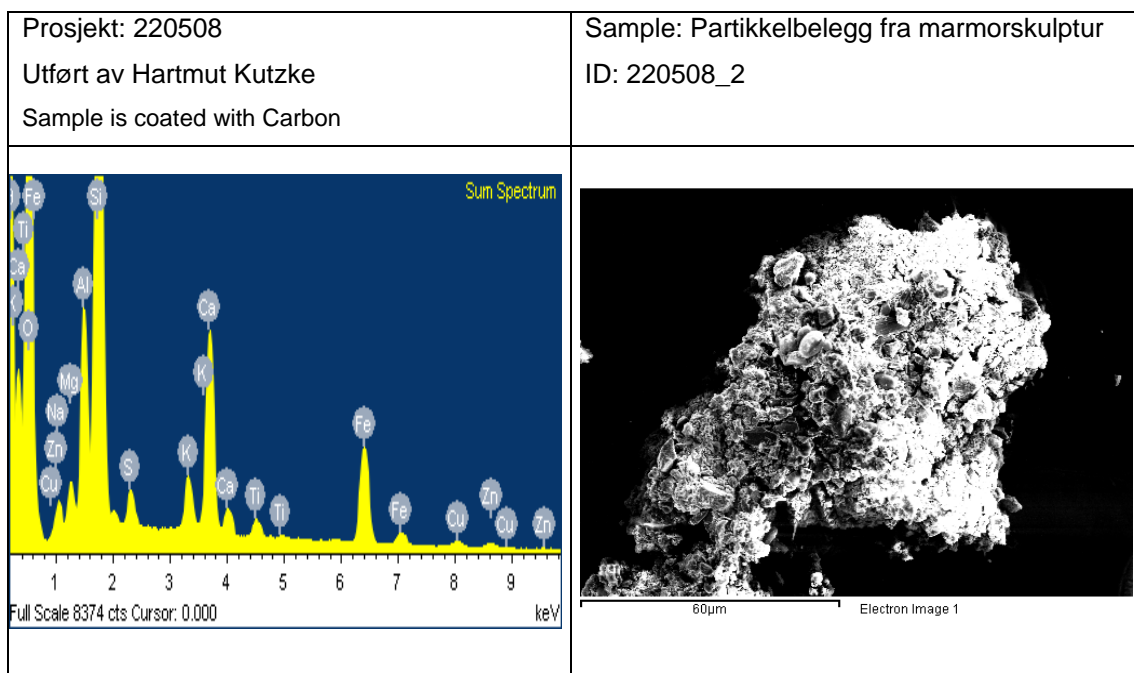 Prosjekt: 220508
Utført av Hartmut Kutzke
Sample is coated with Carbon
Sample: Partikkelbelegg fra marmorskulptur
ID: 220508_2
Sum Spectrum
Fe
Si
Ti
Ca
Al
Ca
O
K
Mg
Na
Fe
Zn
S
K
Zn
Cu
Ca
Ti
Ti
Fe
Cu
Cu
Zn
1 2 3 4 5 6 7 8 9
Full Scale 8374 cts Cursor: 0.000 keV
60µm Electron Image 1